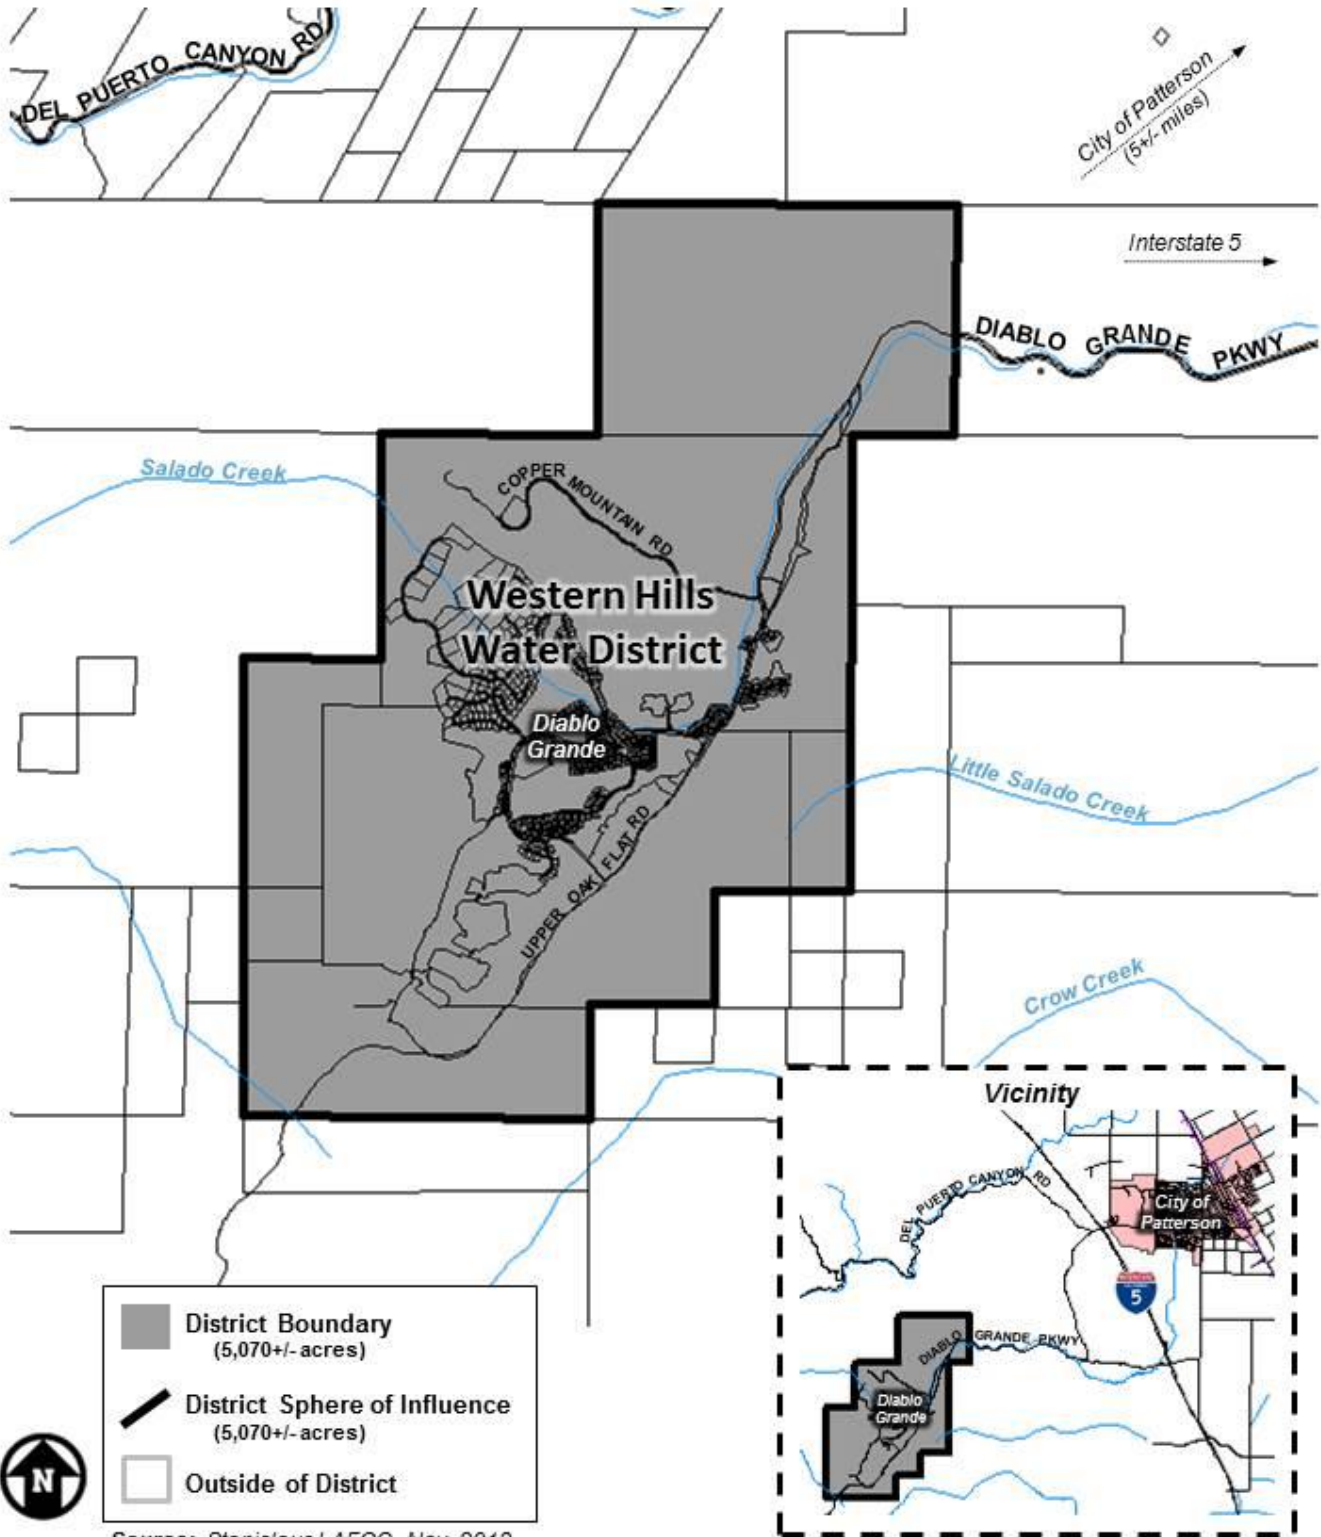 DEL PUERTO CANYON RD
City of Patterson
(5+/- miles)
Interstate 5
DIABLO GRANDE PKWY
Salado Creek
COPPER MOUNTAIN RD
Western Hills
Water District
Diablo
Grande
Little Salado Creek
UPPER OAK FLAT RD
Crow Creek
Vicinity
DEL PUERTO CANYON RD
City of
Patterson
5
DIABLO GRANDE PKWY
Diablo
Grande
District Boundary
(5,070+/- acres)
District Sphere of Influence
(5,070+/- acres)
Outside of District
N